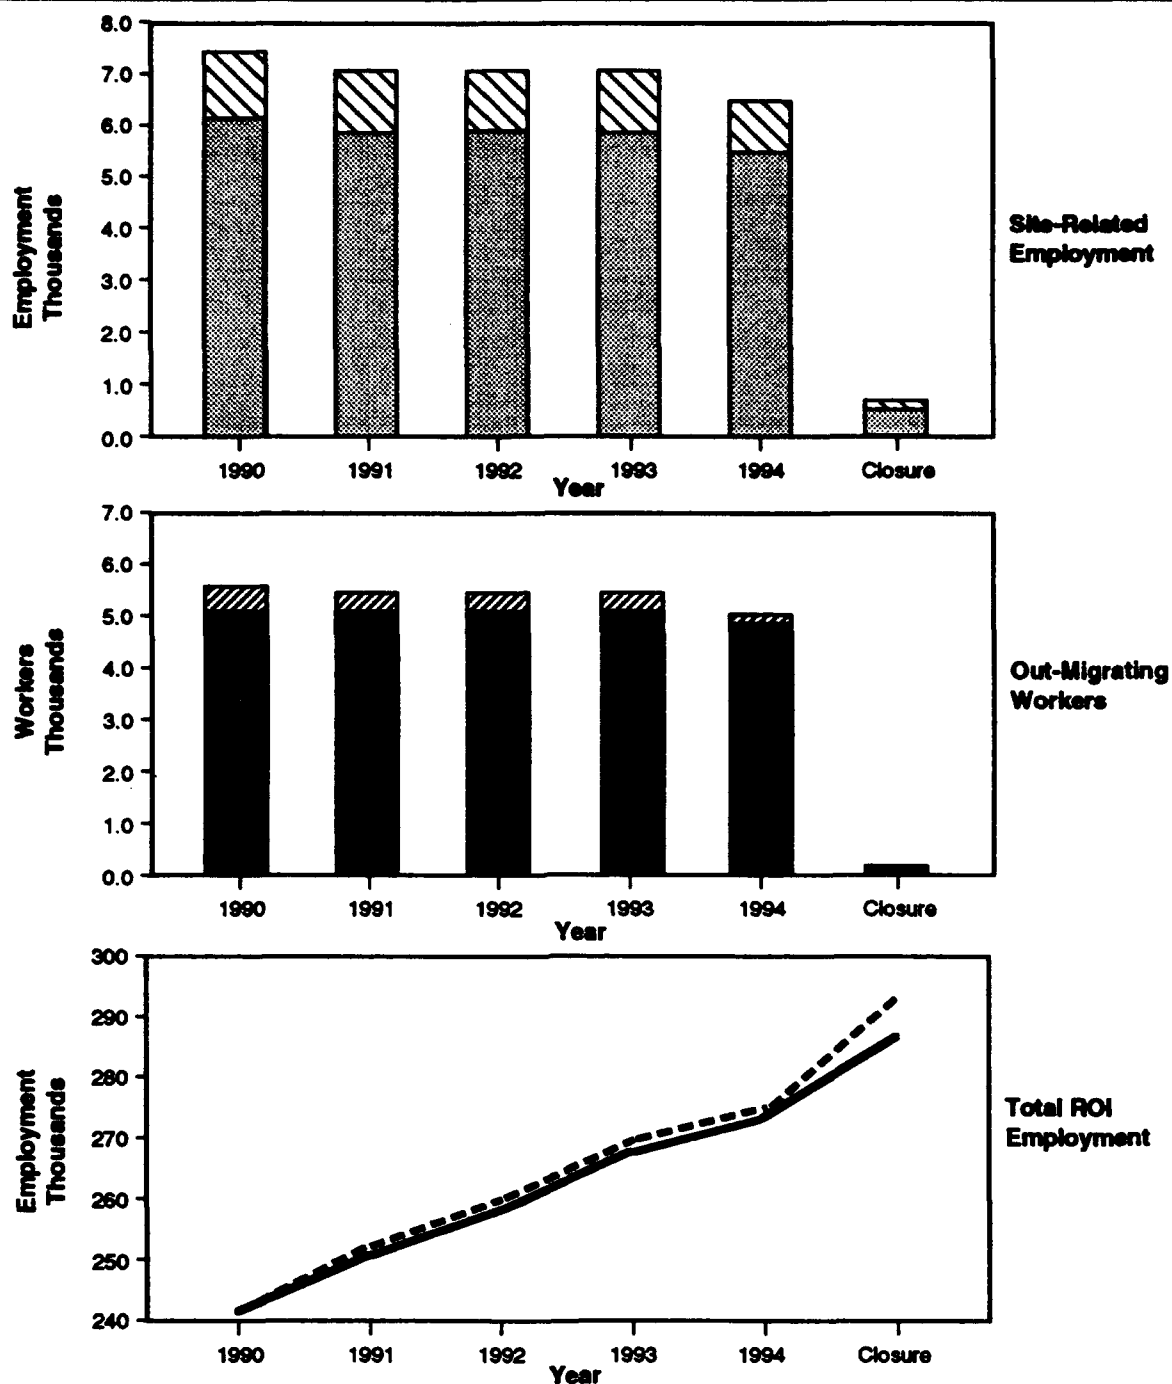 8.0
7.0
6.0
5.0
4.0
3.0
2.0
1.0
0.0
Employment
Thousands
1990
1991
1992
1993
1994
Closure
Year
Site-Related
Employment
7.0
6.0
5.0
4.0
3.0
2.0
1.0
0.0
Workers
Thousands
1990
1991
1992
1993
1994
Closure
Year
Out-Migrating
Workers
300
290
280
270
260
250
240
Employment
Thousands
1990
1991
1992
1993
1994
Closure
Year
Total ROI
Employment